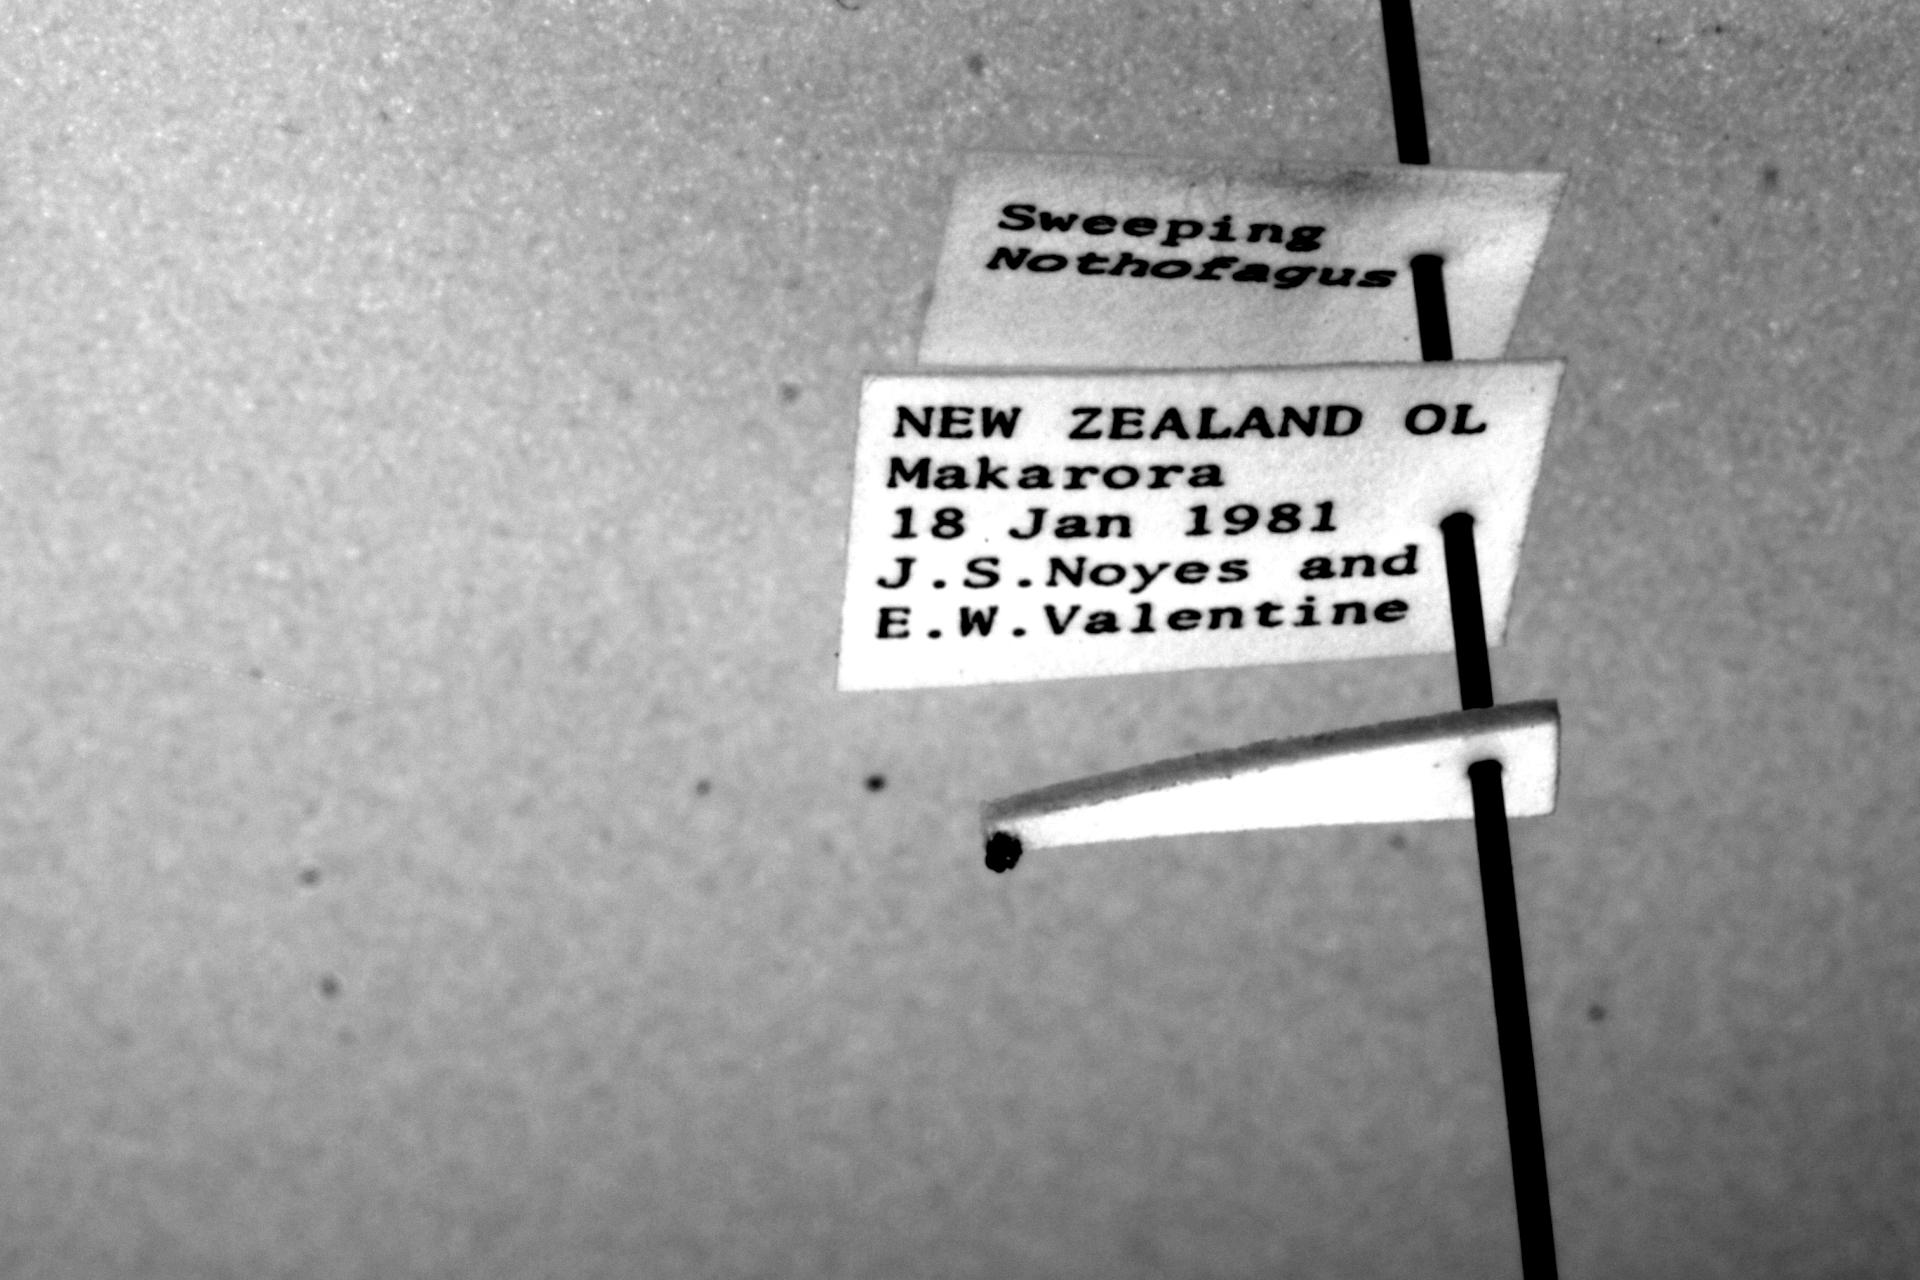 Sweeping
Nothofagus
NEW ZEALAND OL
Makarora
18 Jan 1981
J.S.Noyes and
E.W.Valentine